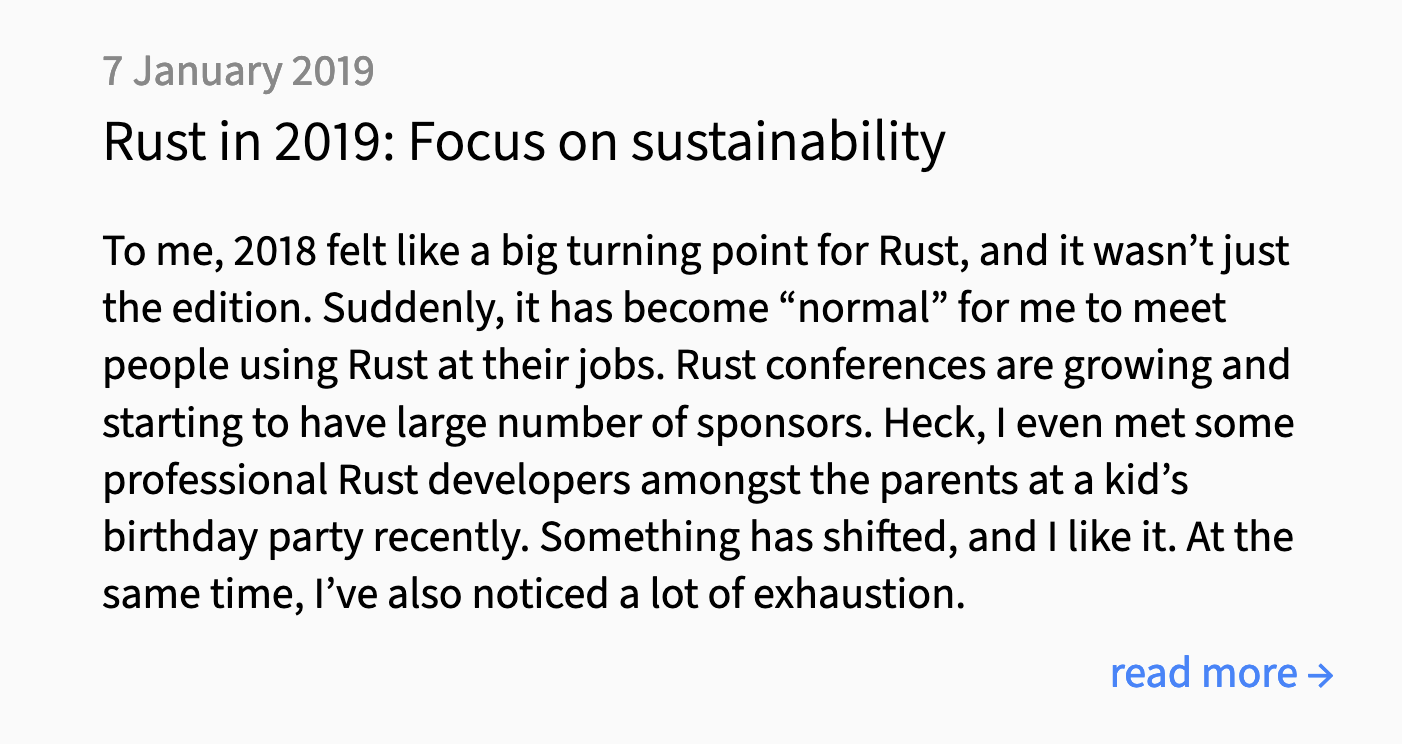 7 January 2019
Rust in 2019: Focus on sustainability
To me, 2018 felt like a big turning point for Rust, and it wasn’t just
the edition. Suddenly, it has become “normal” for me to meet
people using Rust at their jobs. Rust conferences are growing and
starting to have large number of sponsors. Heck, I even met some
professional Rust developers amongst the parents at a kid’s
birthday party recently. Something has shifted, and I like it. At the
same time, I’ve also noticed a lot of exhaustion.
read more →